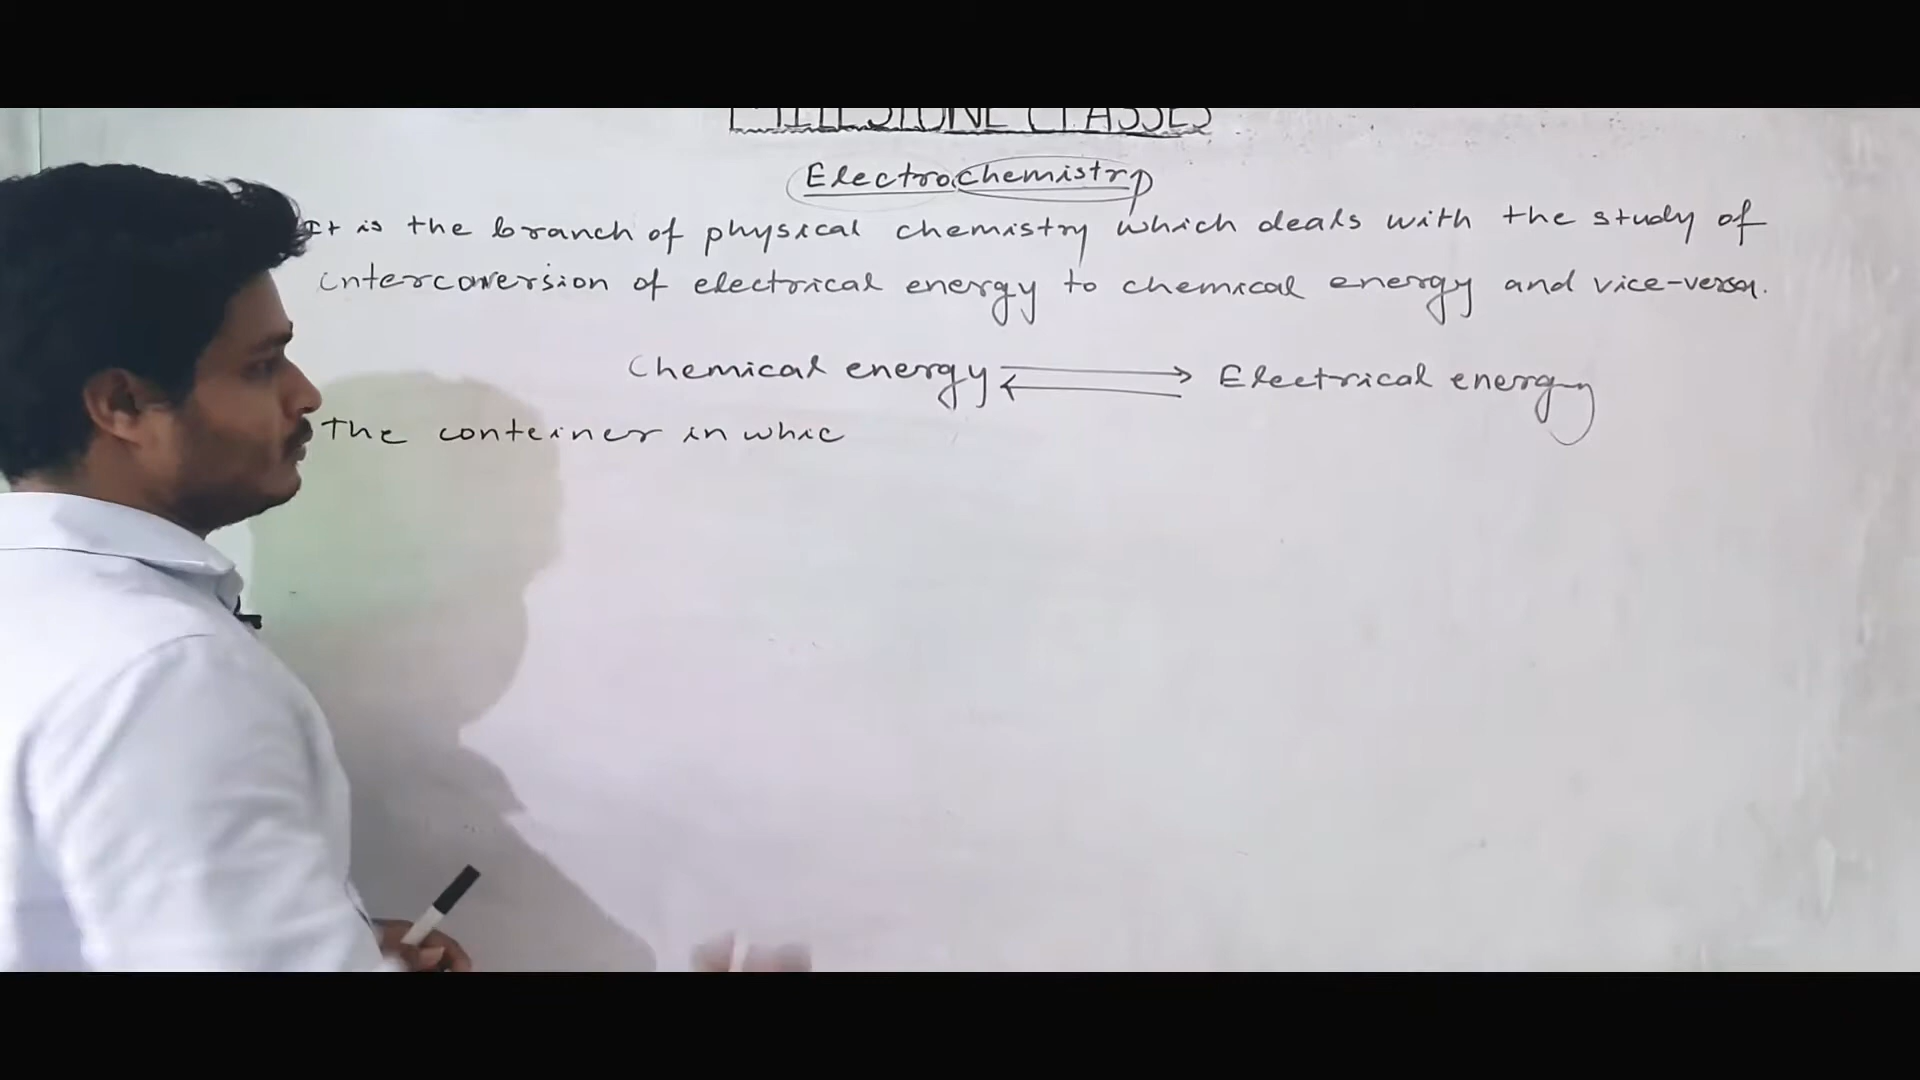 MILESTONE CLASSES
Electrochemistry
It is the branch of physical chemistry which deals with the study of
interconversion of electrical energy to chemical energy and vice-versa.
Chemical energy ⇌ Electrical energy
The conteiner in whic